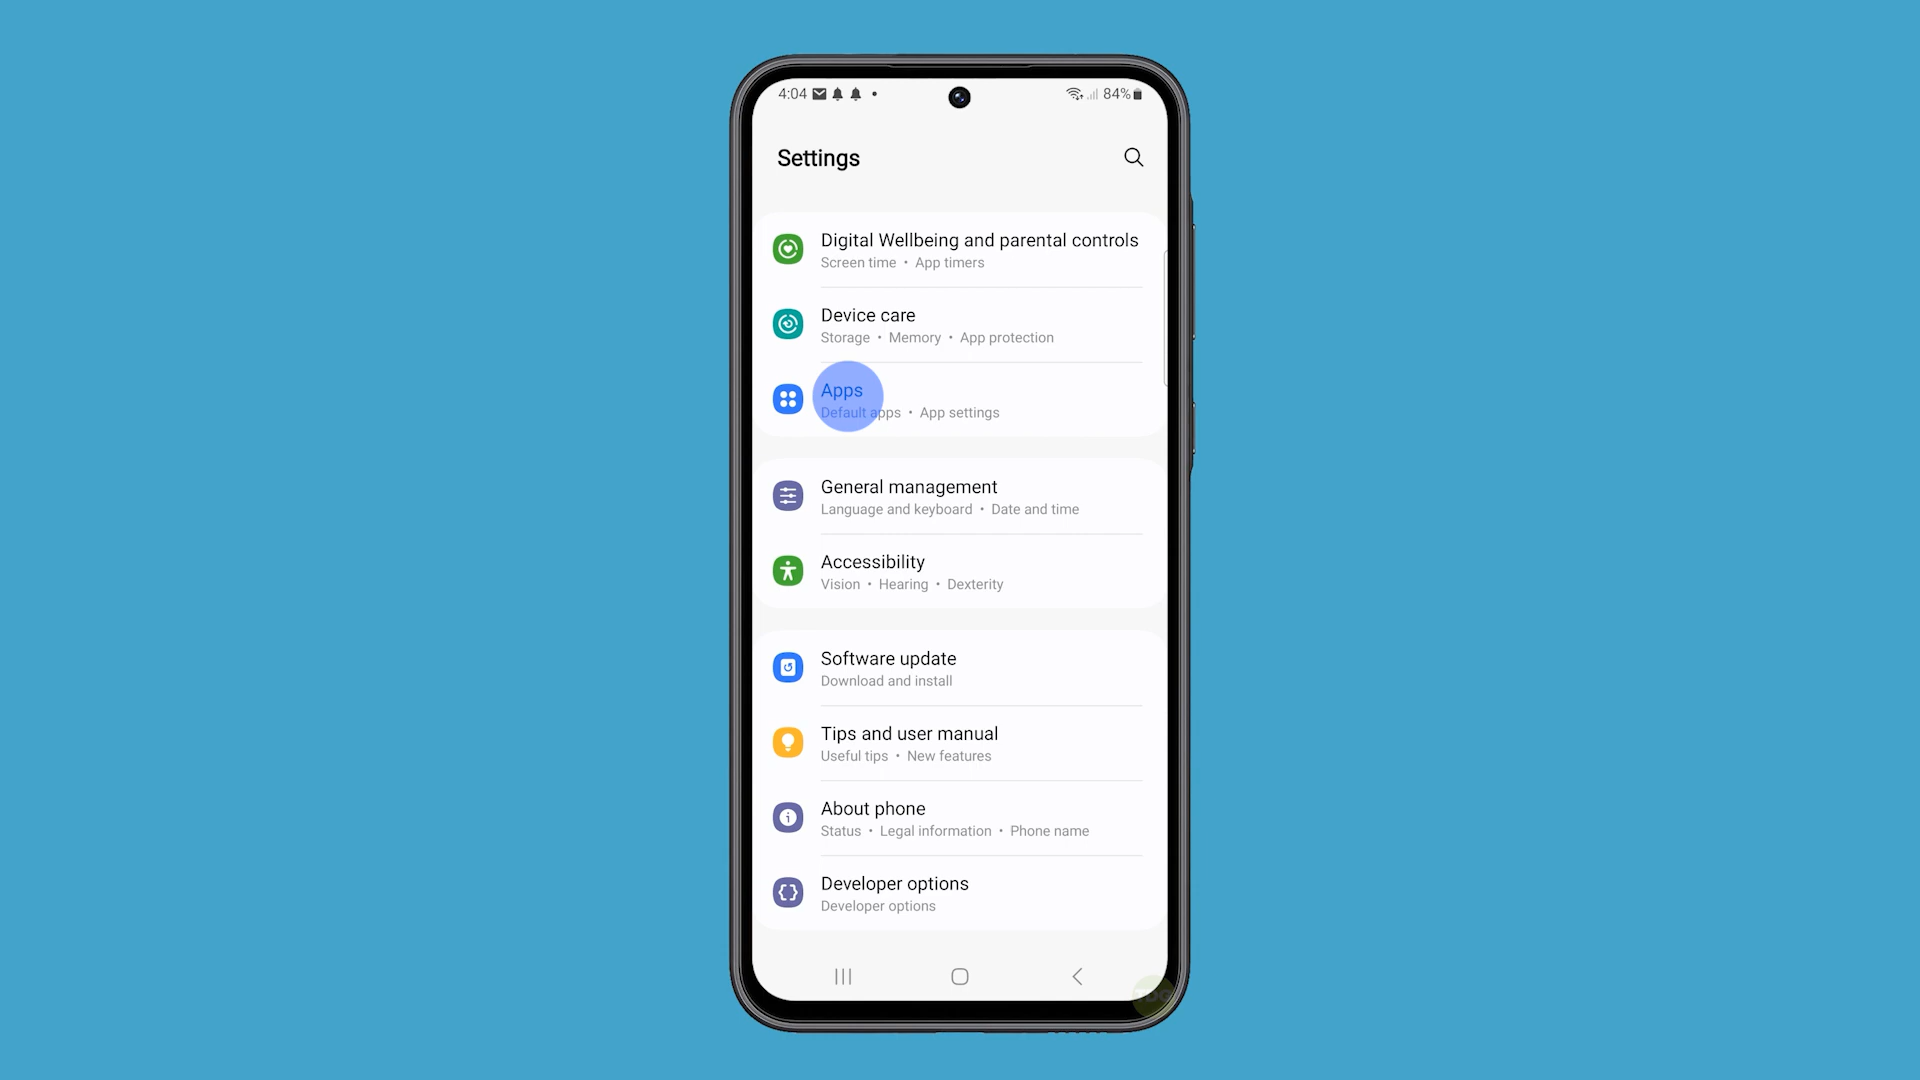 4:04
84%
Settings
Digital Wellbeing and parental controls
Screen time • App timers
Device care
Storage • Memory • App protection
Apps
Default apps • App settings
General management
Language and keyboard • Date and time
Accessibility
Vision • Hearing • Dexterity
Software update
Download and install
Tips and user manual
Useful tips • New features
About phone
Status • Legal information • Phone name
Developer options
Developer options